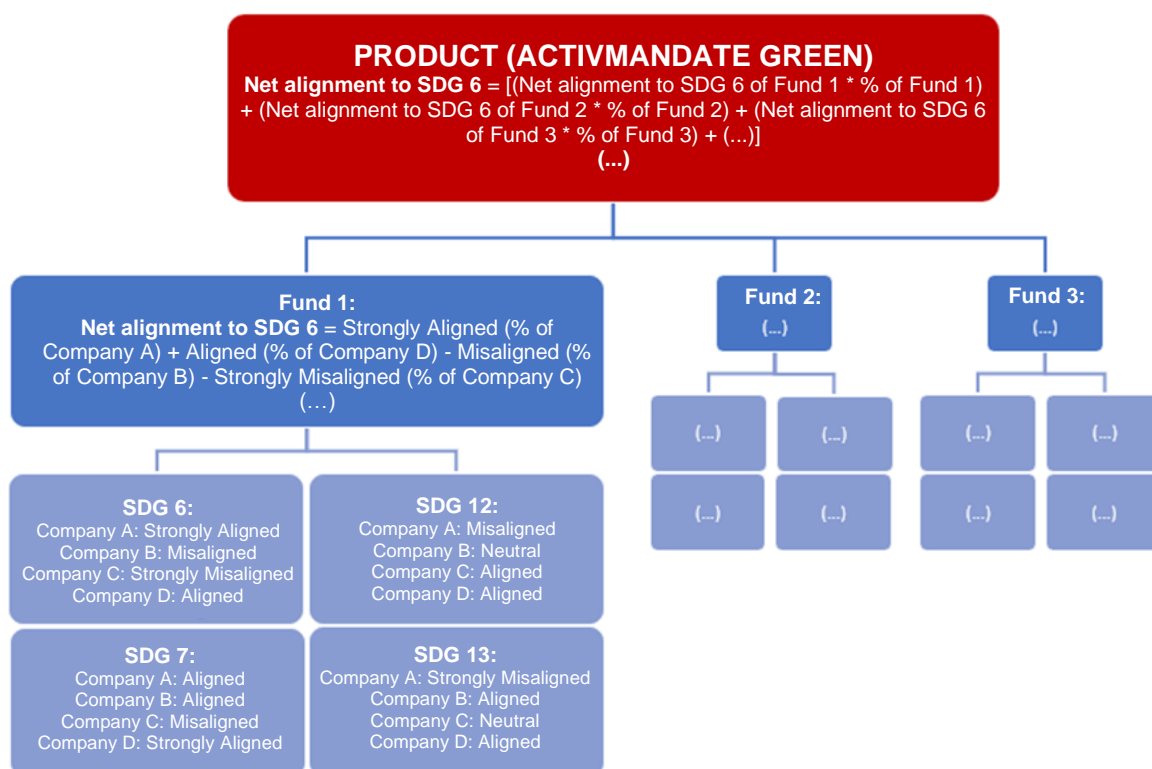 PRODUCT (ACTIVMANDATE GREEN)
Net alignment to SDG 6 = [(Net alignment to SDG 6 of Fund 1 * % of Fund 1)
+ (Net alignment to SDG 6 of Fund 2 * % of Fund 2) + (Net alignment to SDG 6
of Fund 3 * % of Fund 3) + (...)]
(...)
Fund 1:
Net alignment to SDG 6 = Strongly Aligned (% of
Company A) + Aligned (% of Company D) - Misaligned (%
of Company B) - Strongly Misaligned (% of Company C)
(…)
Fund 2:
(...)
Fund 3:
(...)
SDG 6:
Company A: Strongly Aligned
Company B: Misaligned
Company C: Strongly Misaligned
Company D: Aligned
SDG 12:
Company A: Misaligned
Company B: Neutral
Company C: Aligned
Company D: Aligned
SDG 7:
Company A: Aligned
Company B: Aligned
Company C: Misaligned
Company D: Strongly Aligned
SDG 13:
Company A: Strongly Misaligned
Company B: Aligned
Company C: Neutral
Company D: Aligned
(...)
(...)
(...)
(...)
(...)
(...)
(...)
(...)